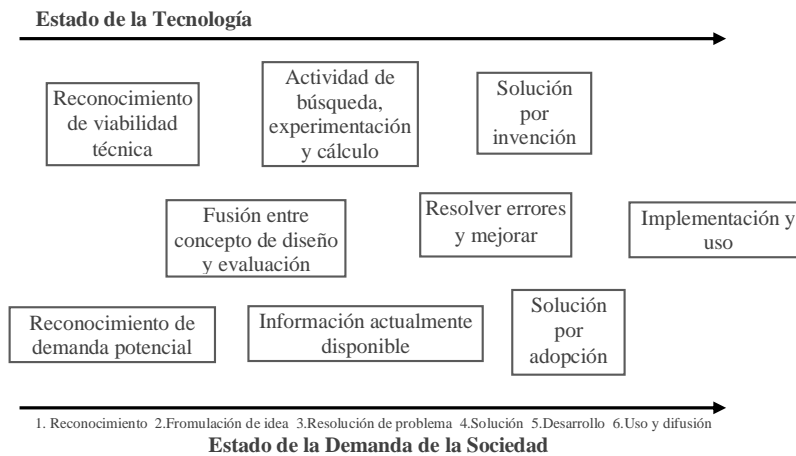 Estado de la Tecnología
Reconocimiento
de viabilidad
técnica
Actividad de
búsqueda,
experimentación
y cálculo
Solución
por
invención
Fusión entre
concepto de diseño
y evaluación
Resolver errores
y mejorar
Implementación y
uso
Reconocimiento de
demanda potencial
Información actualmente
disponible
Solución
por
adopción
1. Reconocimiento 2.Fromulación de idea 3.Resolución de problema 4.Solución 5.Desarrollo 6.Uso y difusión
Estado de la Demanda de la Sociedad